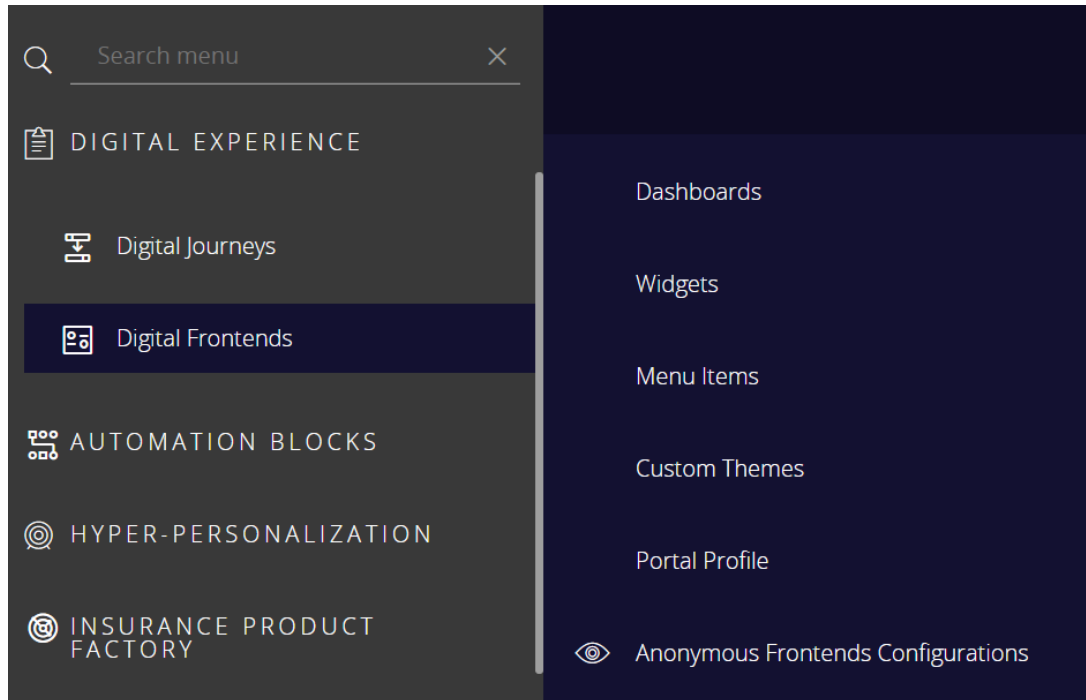 Search menu
DIGITAL EXPERIENCE
Digital Journeys
Digital Frontends
AUTOMATION BLOCKS
HYPER-PERSONALIZATION
INSURANCE PRODUCT
FACTORY
Dashboards
Widgets
Menu Items
Custom Themes
Portal Profile
Anonymous Frontends Configurations